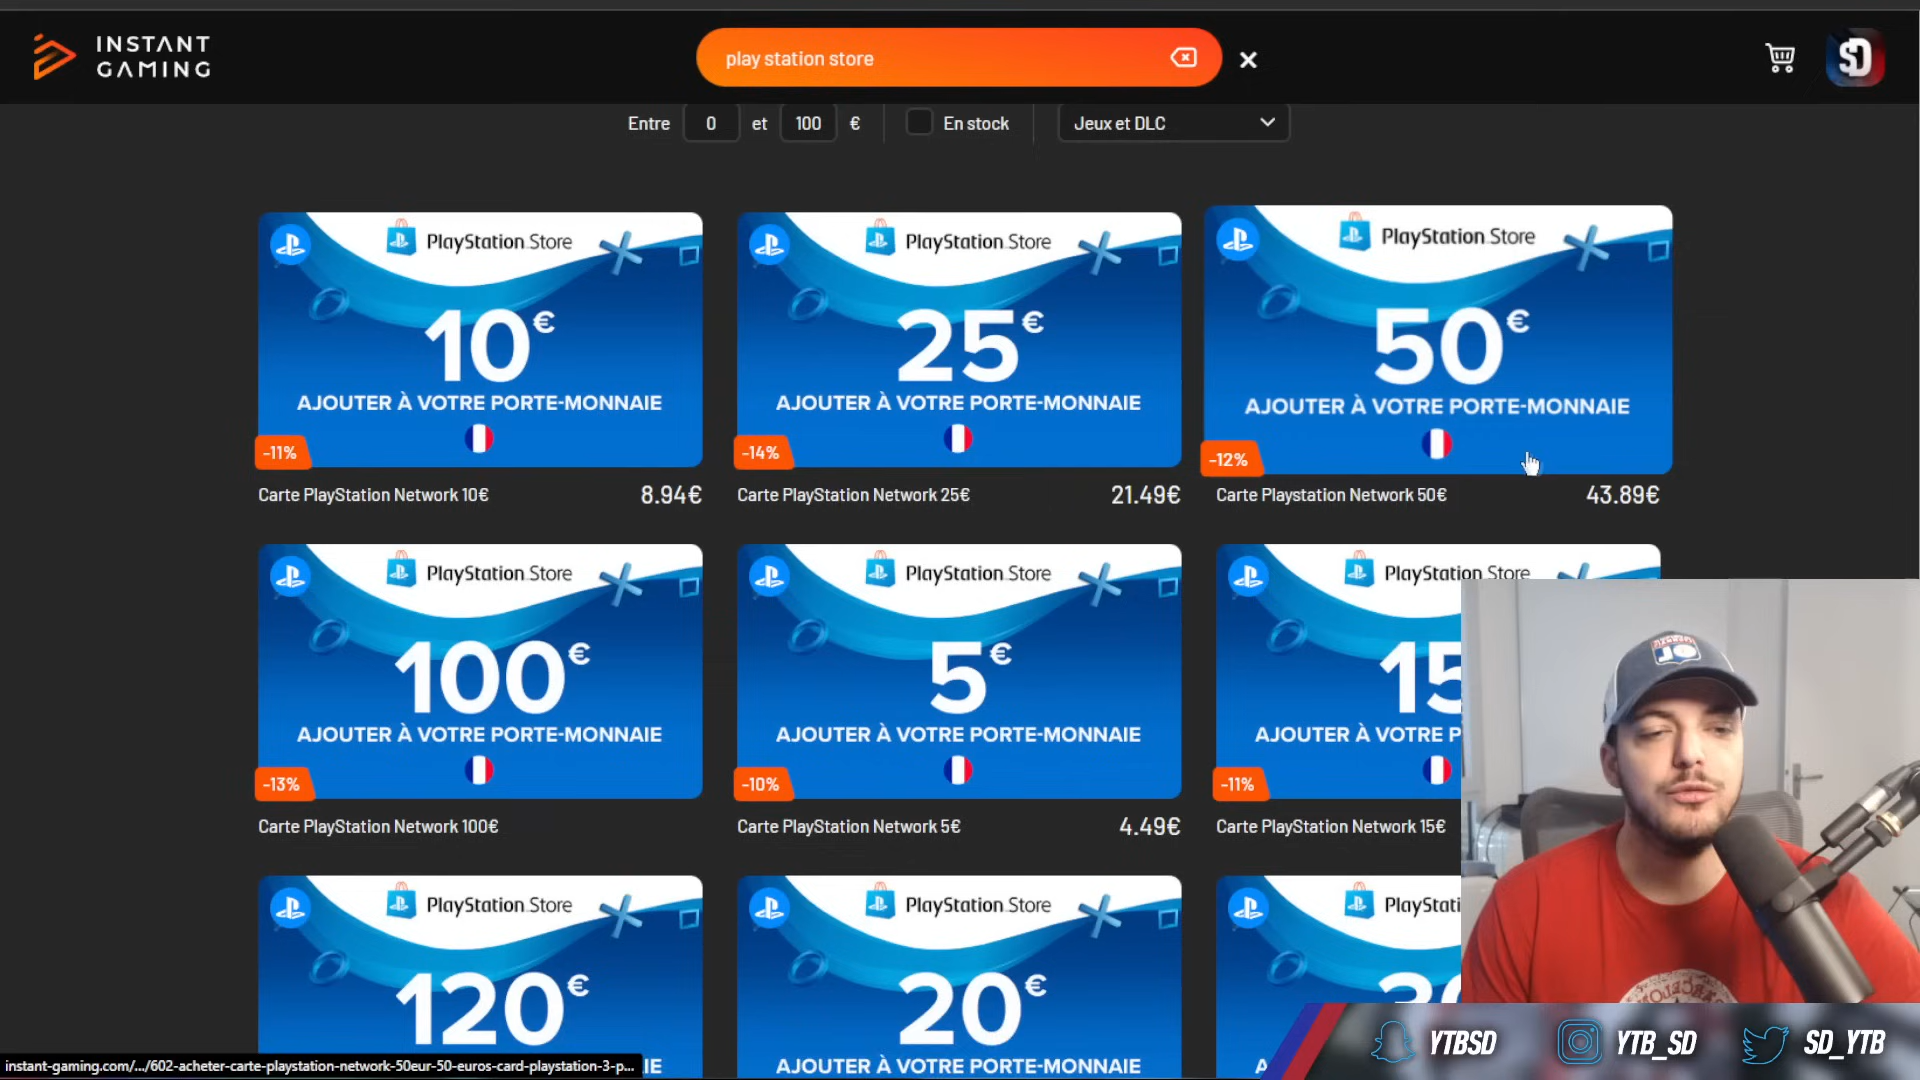 INSTANT
GAMING
play station store
Entre 0 et 100 € En stock Jeux et DLC
PlayStation Store
10€
AJOUTER À VOTRE PORTE-MONNAIE
-11%
Carte PlayStation Network 10€ 8.94€
PlayStation Store
25€
AJOUTER À VOTRE PORTE-MONNAIE
-14%
Carte PlayStation Network 25€ 21.49€
PlayStation Store
50€
AJOUTER À VOTRE PORTE-MONNAIE
-12%
Carte Playstation Network 50€ 43.89€
PlayStation Store
100€
AJOUTER À VOTRE PORTE-MONNAIE
-13%
Carte PlayStation Network 100€
PlayStation Store
5€
AJOUTER À VOTRE PORTE-MONNAIE
-10%
Carte PlayStation Network 5€ 4.49€
PlayStation Store
15
AJOUTER À VOTRE P
-11%
Carte PlayStation Network 15€
PlayStation Store
120€
PlayStation Store
20€
AJOUTER À VOTRE PORTE-MONNAIE
PlayStati
IE
instant-gaming.com/.../602-acheter-carte-playstation-network-50eur-50-euros-card-playstation-3-p...
YTBSD YTB_SD SD_YTB
SD